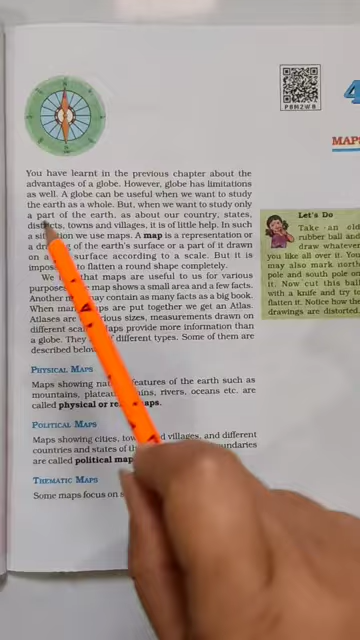 4
MAPS
You have learnt in the previous chapter about the
advantages of a globe. However, globe has limitations
as well. A globe can be useful when we want to study
the earth as a whole. But, when we want to study only
a part of the earth, as about our country, states,
districts, towns and villages, it is of little help. In such
a situation we use maps. A map is a representation or
a drawing of the earth's surface or a part of it drawn
on a surface according to a scale. But it is
to flatten a round shape completely.
We that maps are useful to us for various
purposes. map shows a small area and a few facts.
Another may contain as many facts as a big book.
When many maps are put together we get an Atlas.
Atlases are various sizes, measurements drawn on
different scales. Maps provide more information than
a globe. They of different types. Some of them are
described below.
PHYSICAL MAPS
Maps showing features of the earth such as
mountains, plateaus, plains, rivers, oceans etc. are
called physical or relief maps.
POLITICAL MAPS
Maps showing cities, towns and villages, and different
countries and states of the boundaries
are called political maps
THEMATIC MAPS
Some maps focus on
Let's Do
Take an old
rubber ball and
draw whatever
you like all over it. You
may also mark north
pole and south pole on
it. Now cut this ball
with a knife and try to
flatten it. Notice how the
drawings are distorted.